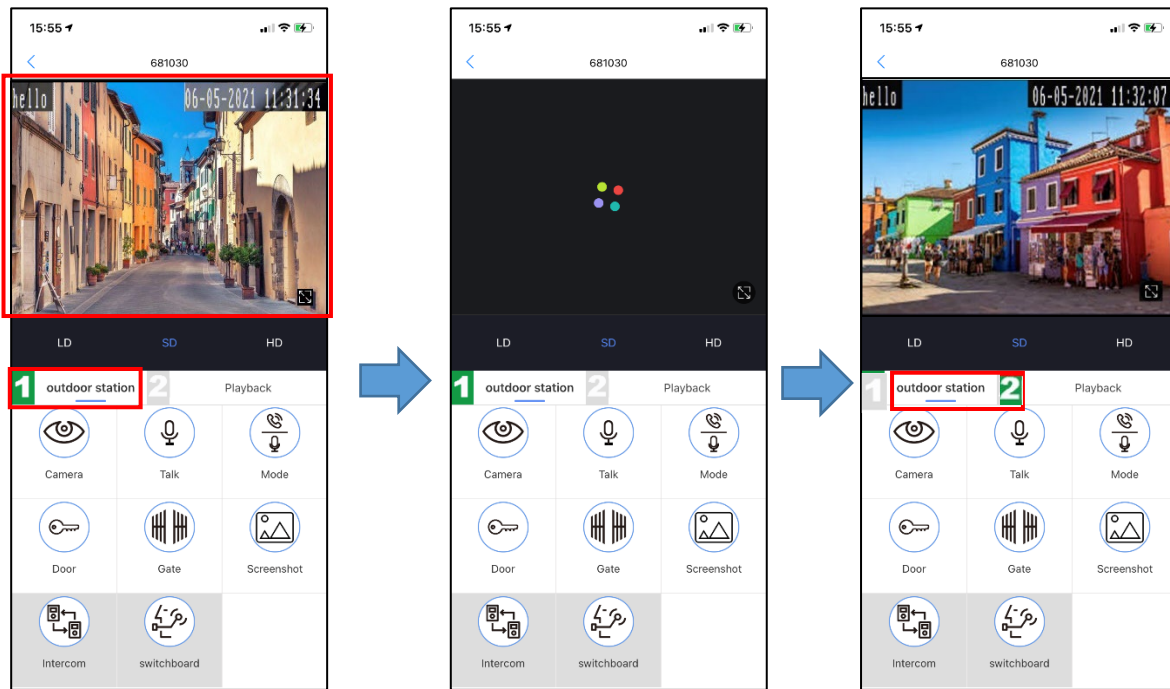 15:55
681030
hello 06-05-2021 11:31:34
LD SD HD
1 outdoor station 2 Playback
Camera Talk Mode
Door Gate Screenshot
Intercom switchboard
15:55
681030
LD SD HD
1 outdoor station 2 Playback
Camera Talk Mode
Door Gate Screenshot
Intercom switchboard
15:55
681030
hello 06-05-2021 11:32:07
LD SD HD
1 outdoor station 2 Playback
Camera Talk Mode
Door Gate Screenshot
Intercom switchboard